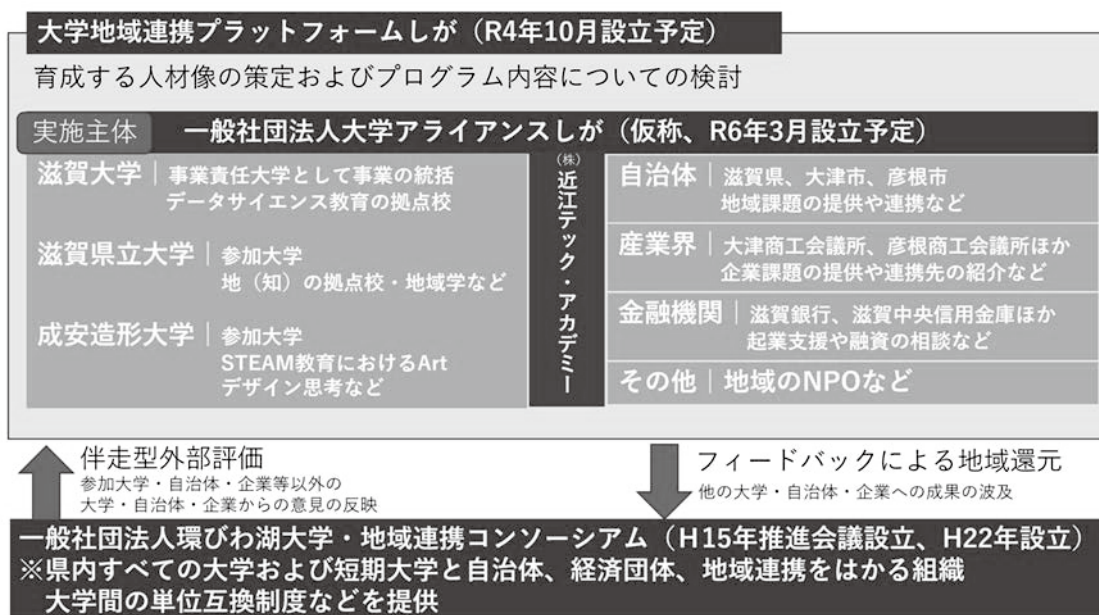 大学地域連携プラットフォームしが（R4年10月設立予定）
育成する人材像の策定およびプログラム内容についての検討
実施主体 一般社団法人大学アライアンスしが（仮称、R6年3月設立予定）
滋賀大学｜事業責任大学として事業の統括
データサイエンス教育の拠点校
滋賀県立大学｜参加大学
地（知）の拠点校・地域学など
成安造形大学｜参加大学
STEAM教育におけるArt
デザイン思考など
(株)近江テック・アカデミー
自治体｜滋賀県、大津市、彦根市
地域課題の提供や連携など
産業界｜大津商工会議所、彦根商工会議所ほか
企業課題の提供や連携先の紹介など
金融機関｜滋賀銀行、滋賀中央信用金庫ほか
起業支援や融資の相談など
その他｜地域のNPOなど
伴走型外部評価
参加大学・自治体・企業等以外の
大学・自治体・企業からの意見の反映
フィードバックによる地域還元
他の大学・自治体・企業への成果の波及
一般社団法人環びわ湖大学・地域連携コンソーシアム（H15年推進会議設立、H22年設立）
※県内すべての大学および短期大学と自治体、経済団体、地域連携をはかる組織
大学間の単位互換制度などを提供